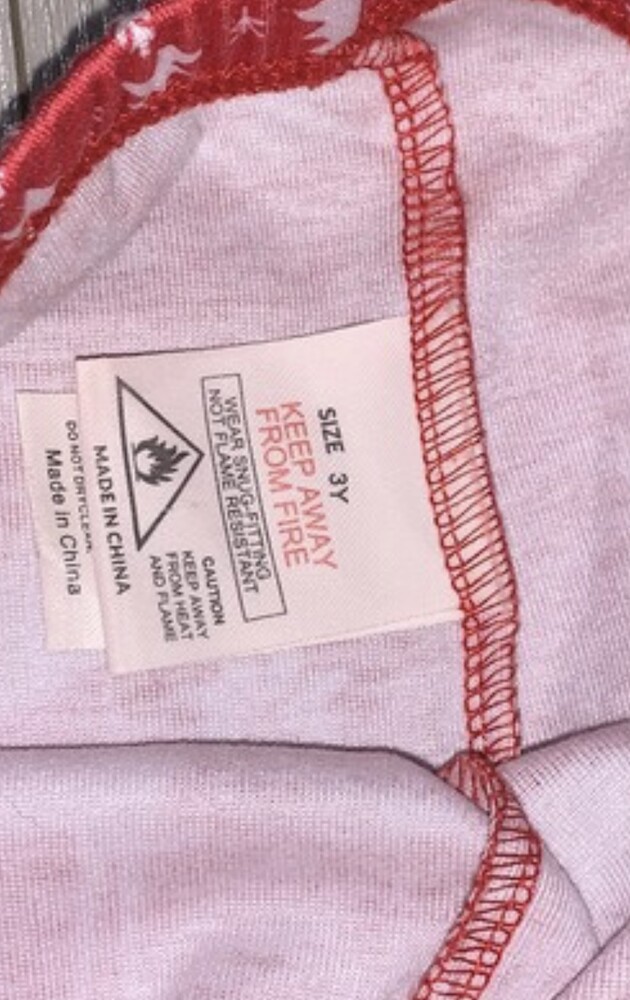 SIZE 3Y
KEEP AWAY
FROM FIRE
WEAR SNUG-FITTING
NOT FLAME RESISTANT
CAUTION
KEEP AWAY
FROM HEAT
AND FLAME
MADE IN CHINA
DO NOT DRYCLEAN
Made in China